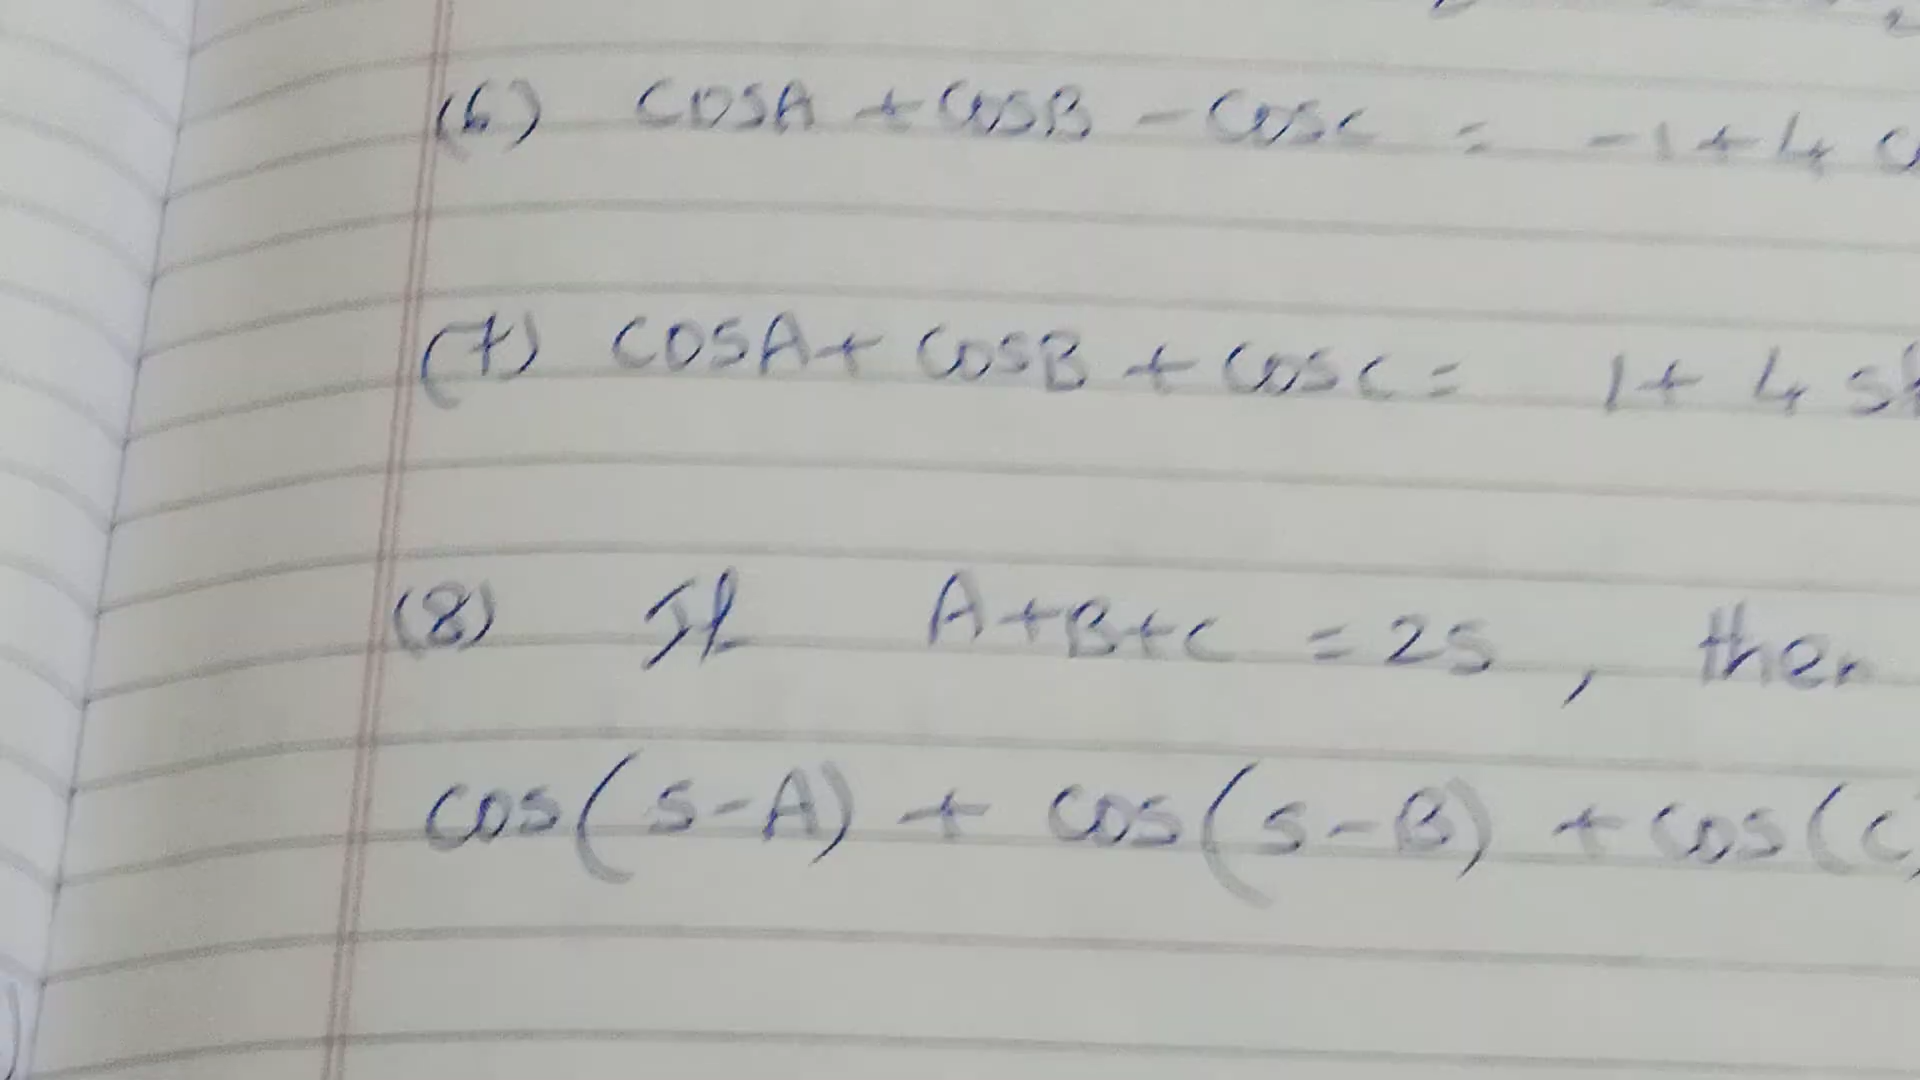 (6) cosA + cosB - cosc = -1+4
(7) cosA+ cosB + cosc = 1+ 4
(8) If A+B+C = 2S, then
cos(s-A) + cos(s-B) + cos(c